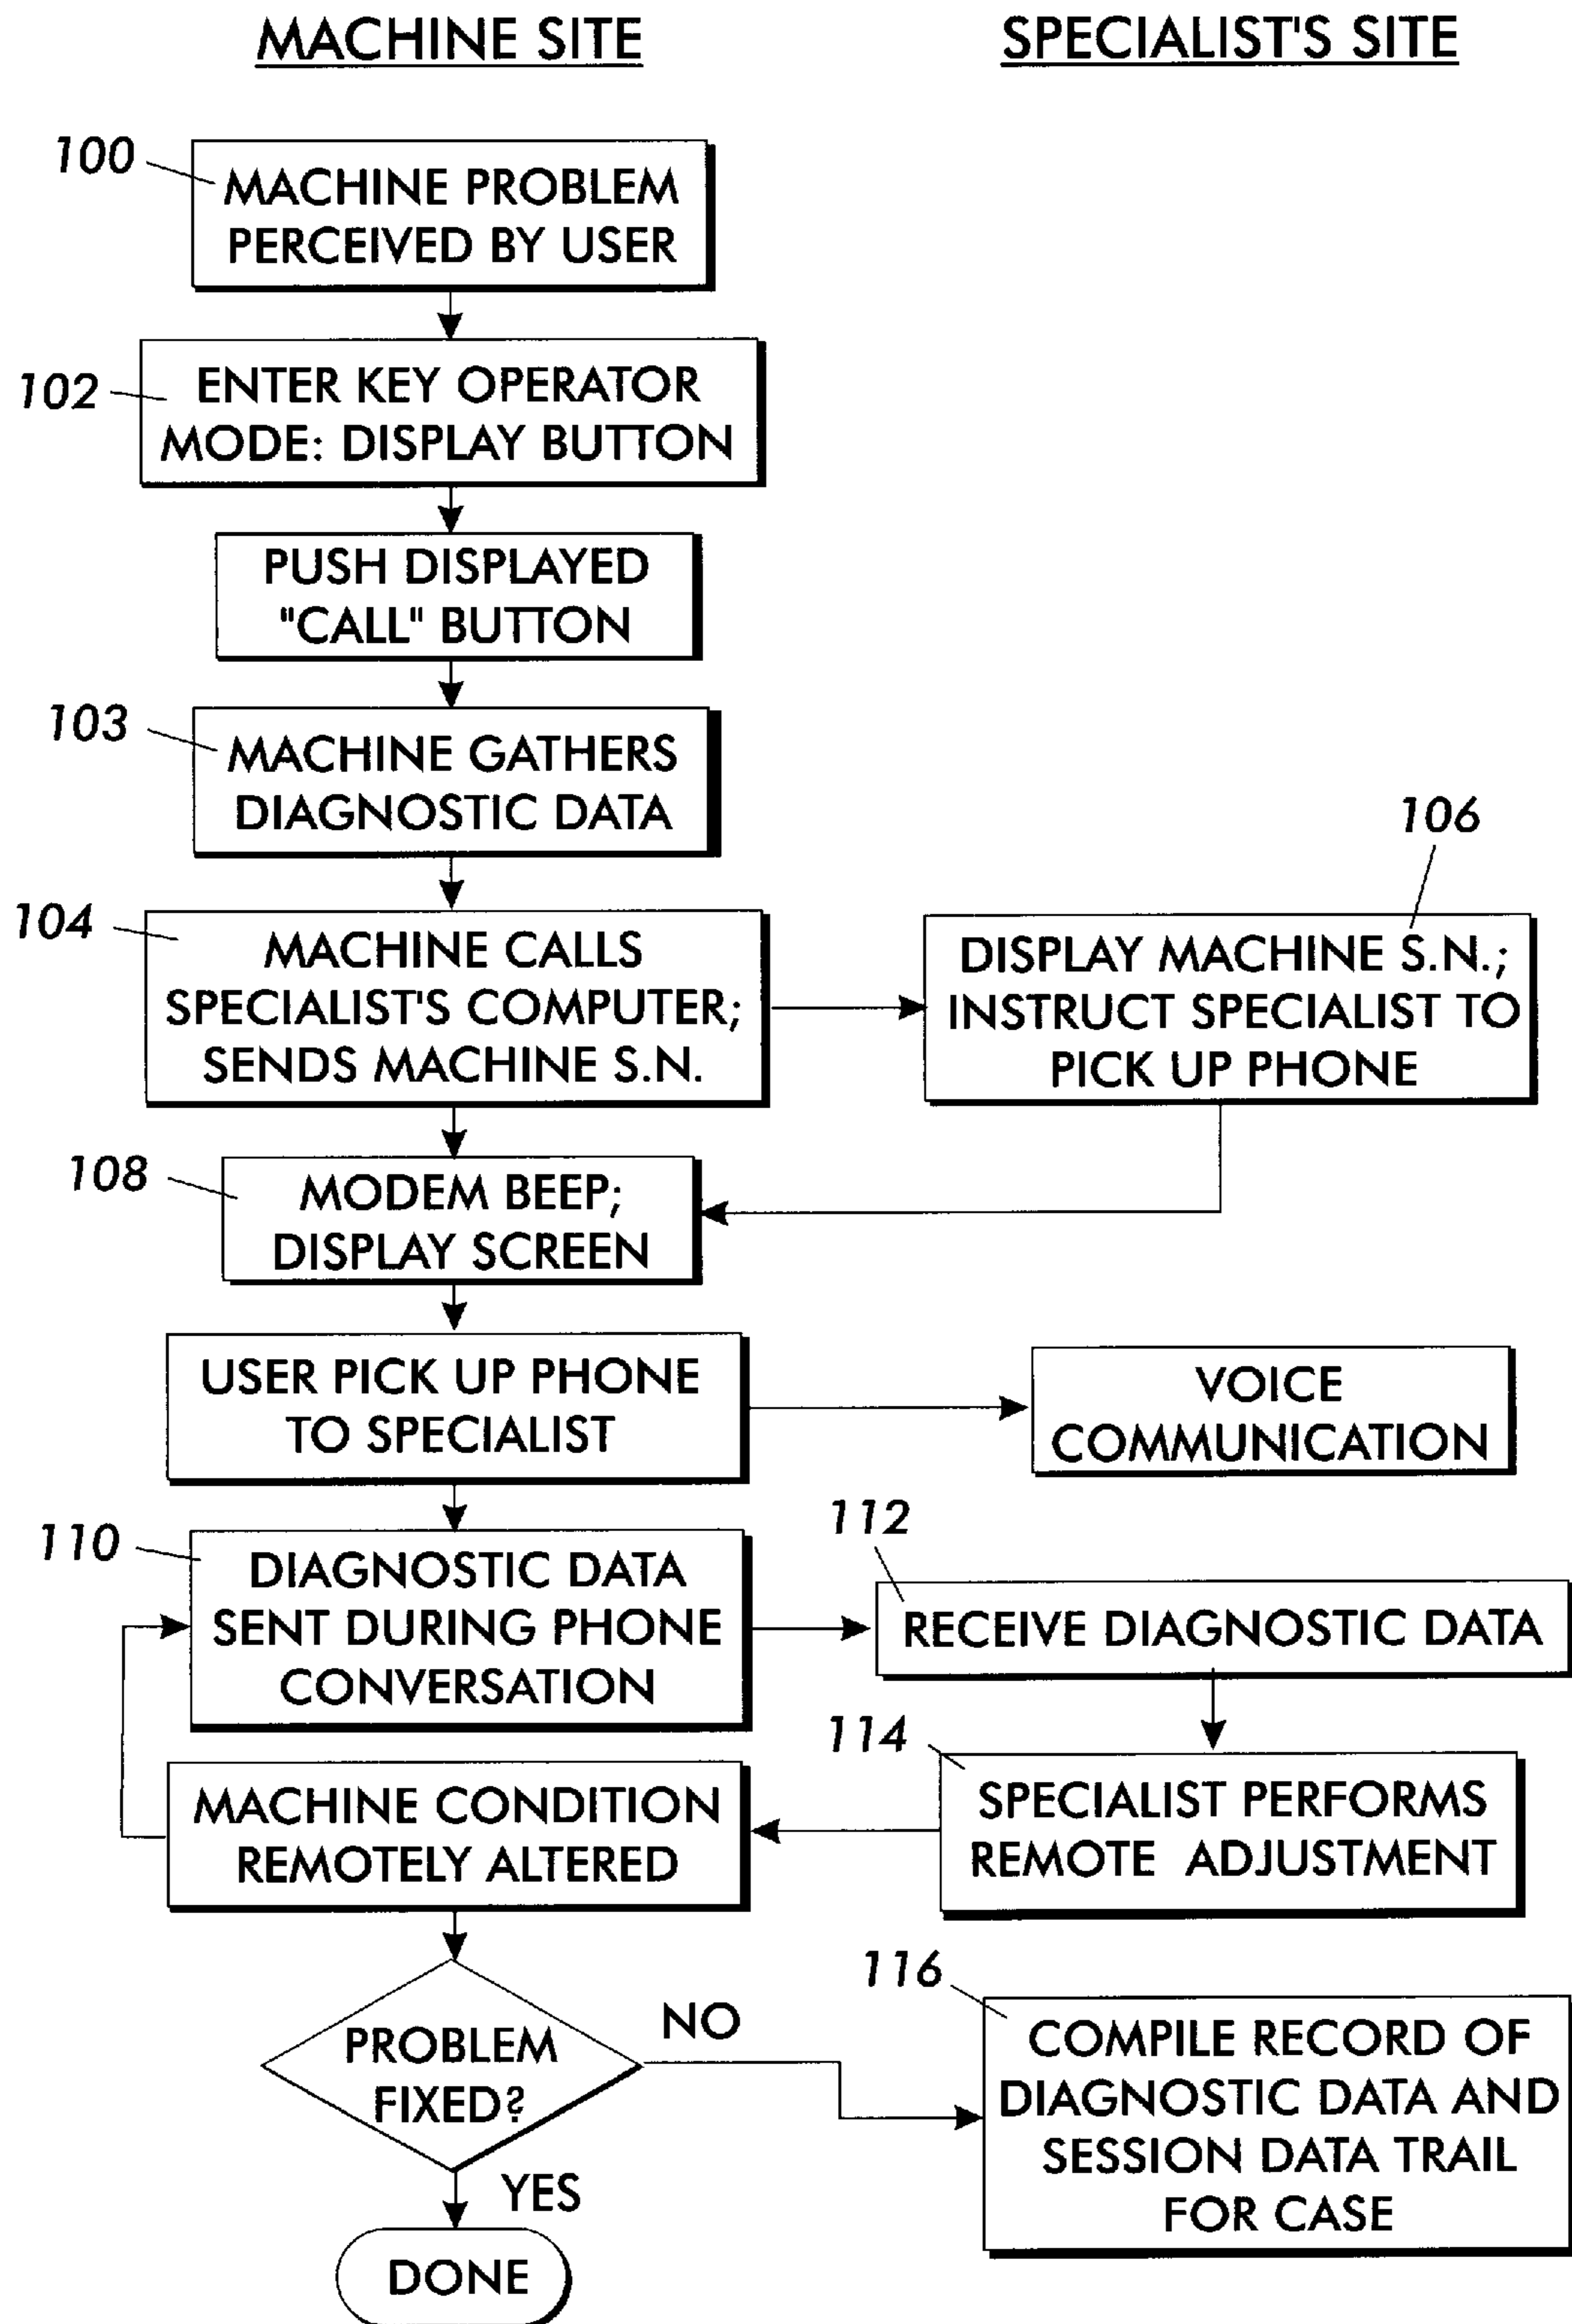 MACHINE SITE
SPECIALIST'S SITE
100
MACHINE PROBLEM
PERCEIVED BY USER
102
ENTER KEY OPERATOR
MODE: DISPLAY BUTTON
PUSH DISPLAYED
"CALL" BUTTON
103
MACHINE GATHERS
DIAGNOSTIC DATA
104
MACHINE CALLS
SPECIALIST'S COMPUTER;
SENDS MACHINE S.N.
106
DISPLAY MACHINE S.N.;
INSTRUCT SPECIALIST TO
PICK UP PHONE
108
MODEM BEEP;
DISPLAY SCREEN
USER PICK UP PHONE
TO SPECIALIST
VOICE
COMMUNICATION
110
DIAGNOSTIC DATA
SENT DURING PHONE
CONVERSATION
112
RECEIVE DIAGNOSTIC DATA
114
SPECIALIST PERFORMS
REMOTE ADJUSTMENT
MACHINE CONDITION
REMOTELY ALTERED
PROBLEM
FIXED?
NO
116
COMPILE RECORD OF
DIAGNOSTIC DATA AND
SESSION DATA TRAIL
FOR CASE
YES
DONE